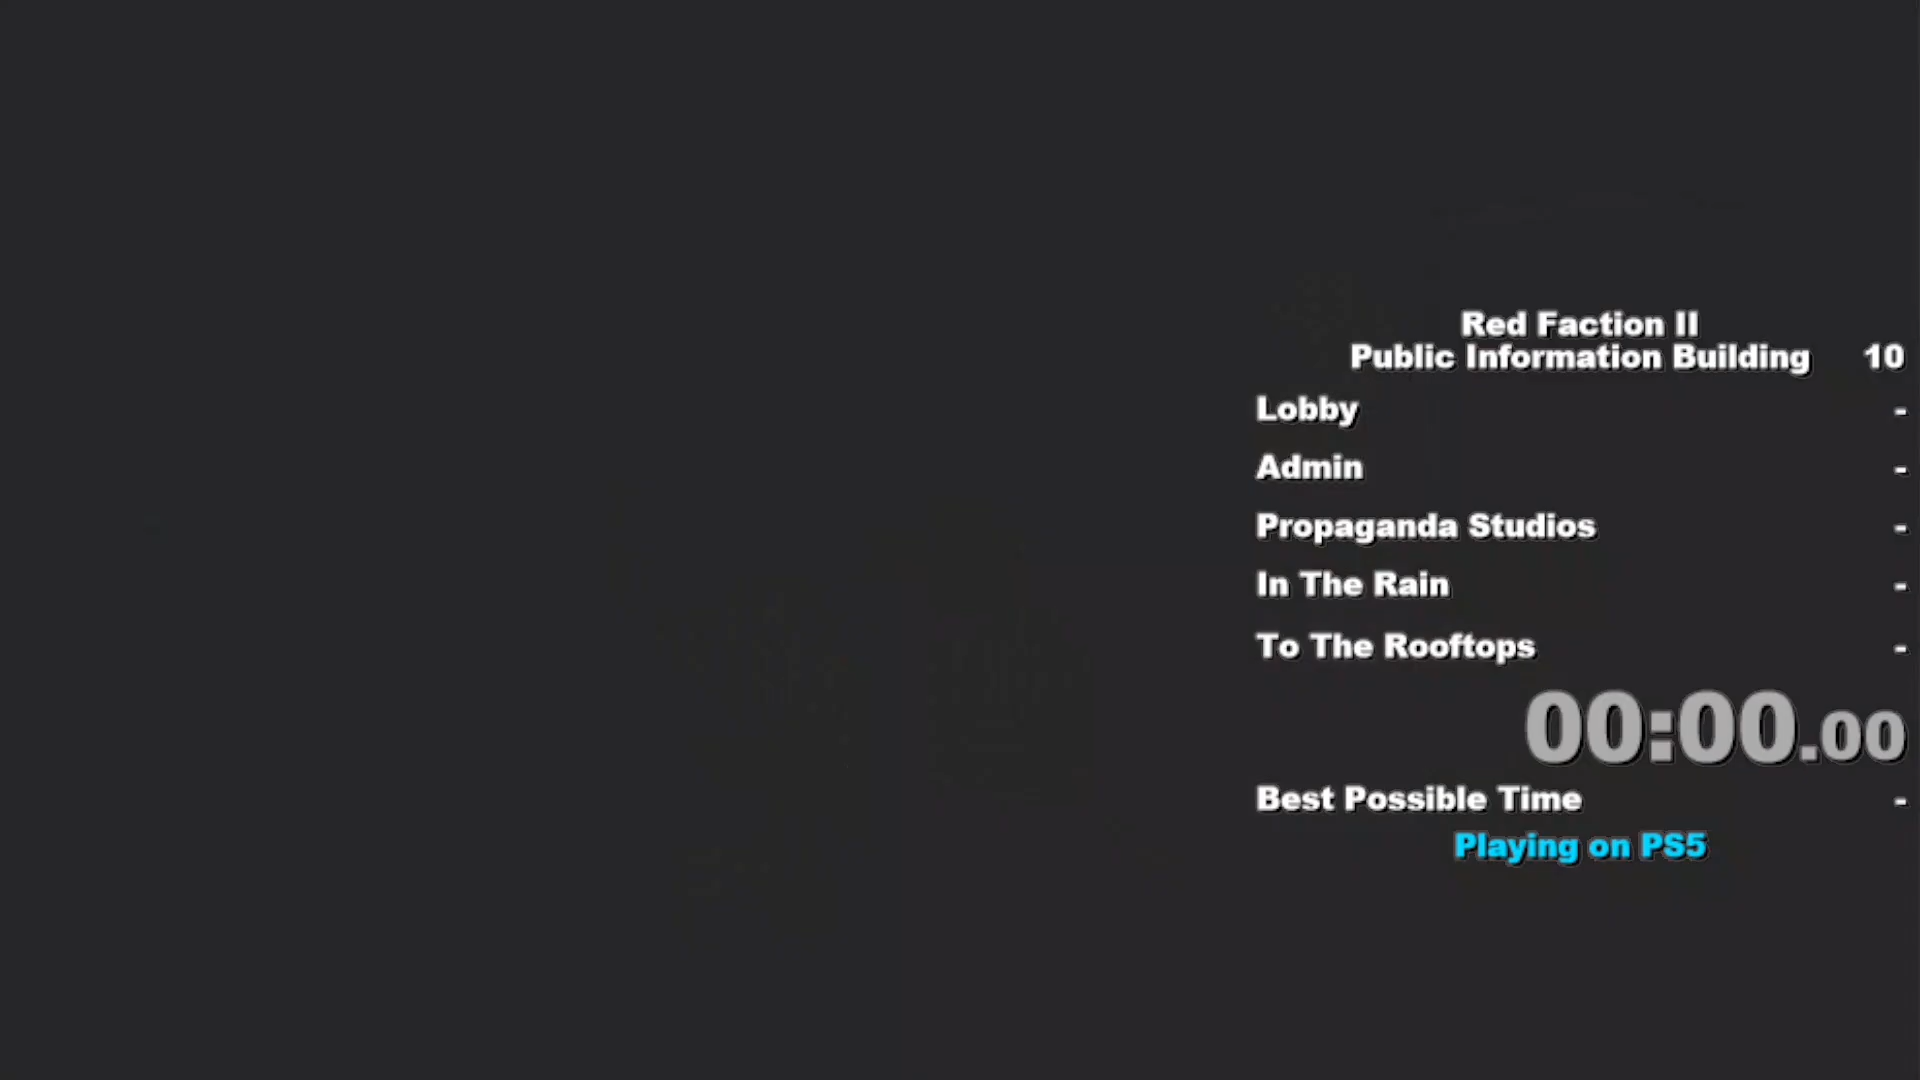 Red Faction II
Public Information Building 10
Lobby -
Admin -
Propaganda Studios -
In The Rain -
To The Rooftops -
00:00.00
Best Possible Time -
Playing on PS5